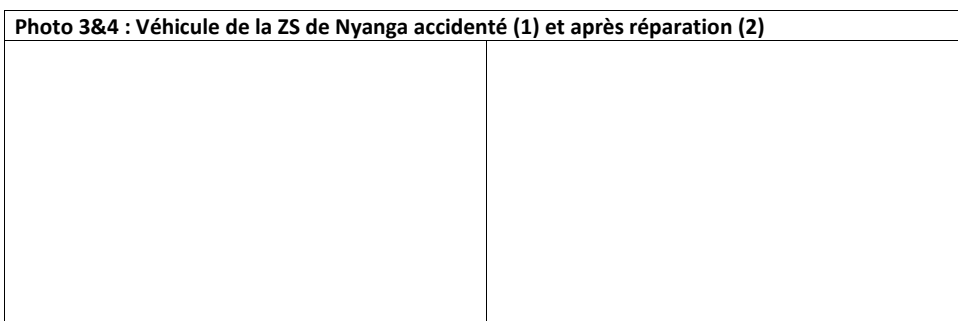 Photo 3&4 : Véhicule de la ZS de Nyanga accidenté (1) et après réparation (2)